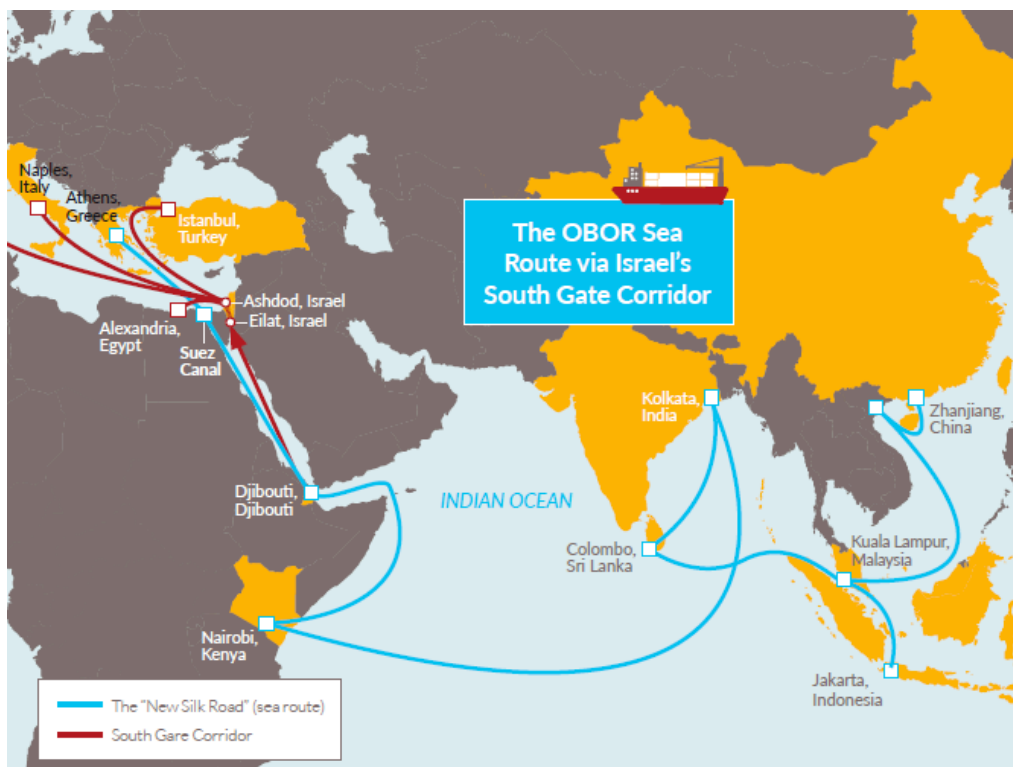 Naples,
Italy
Athens,
Greece
Istanbul,
Turkey
The OBOR Sea
Route via Israel's
South Gate Corridor
Ashdod, Israel
Eilat, Israel
Alexandria,
Egypt
Suez
Canal
Kolkata,
India
Zhanjiang,
China
Djibouti,
Djibouti
INDIAN OCEAN
Colombo,
Sri Lanka
Kuala Lampur,
Malaysia
Nairobi,
Kenya
Jakarta,
Indonesia
The "New Silk Road" (sea route)
South Gare Corridor